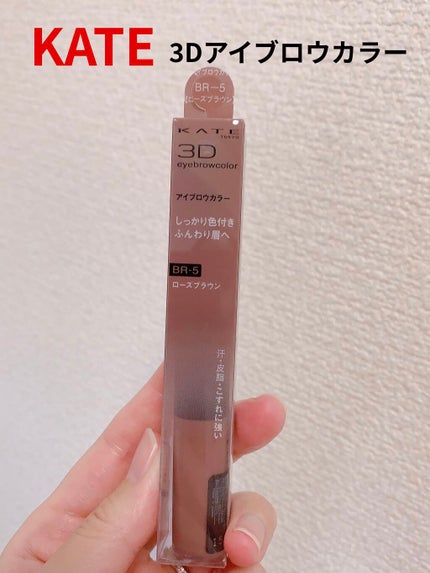 KATE 3Dアイブロウカラー
BR-5
KATE
TOKYO
3D
eyebrowcolor
アイブロウカラー
しっかり色付き
ふんわり眉へ
BR-5
ローズブラウン
汗・皮脂・こすれに強い